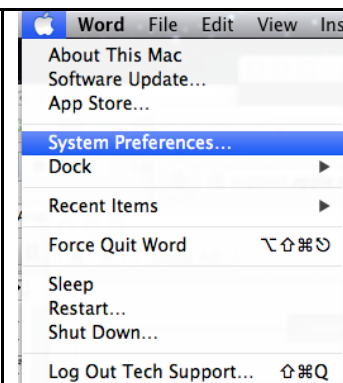 Word File Edit View Ins
About This Mac
Software Update...
App Store...
System Preferences...
Dock ▶
Recent Items ▶
Force Quit Word ⌥⇧⌘⎋
Sleep
Restart...
Shut Down...
Log Out Tech Support... ⇧⌘Q